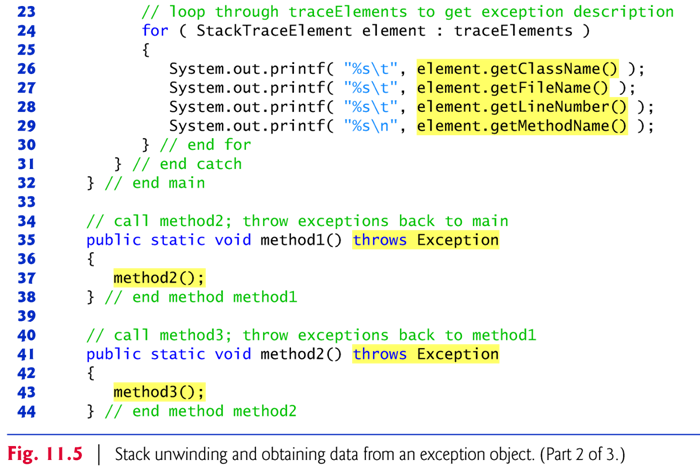 23 // loop through traceElements to get exception description
24 for ( StackTraceElement element : traceElements )
25 {
26 System.out.printf( "%s\t", element.getClassName() );
27 System.out.printf( "%s\t", element.getFileName() );
28 System.out.printf( "%s\t", element.getLineNumber() );
29 System.out.printf( "%s\n", element.getMethodName() );
30 } // end for
31 } // end catch
32 } // end main
33
34 // call method2; throw exceptions back to main
35 public static void method1() throws Exception
36 {
37 method2();
38 } // end method method1
39
40 // call method3; throw exceptions back to method1
41 public static void method2() throws Exception
42 {
43 method3();
44 } // end method method2
Fig. 11.5 | Stack unwinding and obtaining data from an exception object. (Part 2 of 3.)